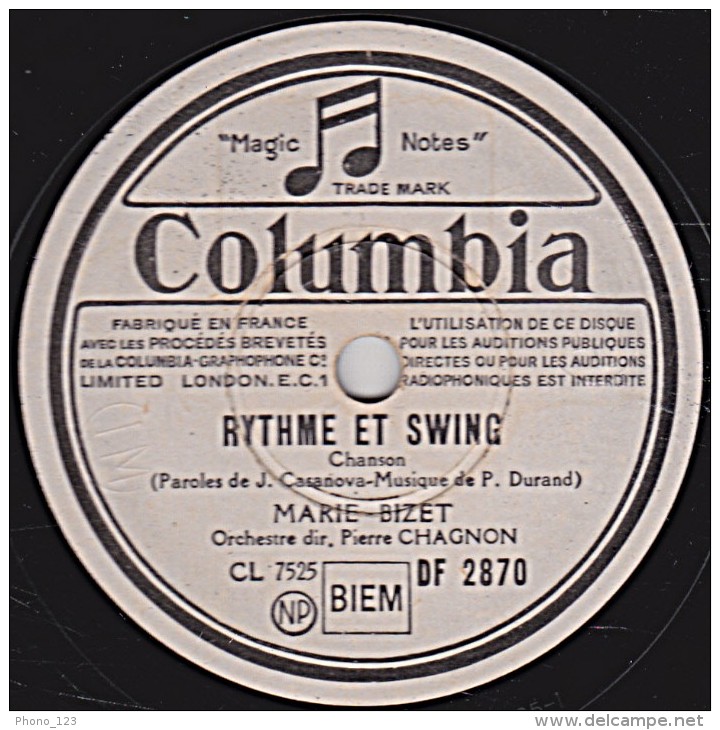 "Magic Notes"
TRADE MARK
Columbia
FABRIQUÉ EN FRANCE
AVEC LES PROCÉDÉS BREVETÉS
DE LA COLUMBIA-GRAPHOPHONE Cº
LIMITED LONDON.E.C.1
L'UTILISATION DE CE DISQUE
POUR LES AUDITIONS PUBLIQUES
DIRECTES OU POUR LES AUDITIONS
RADIOPHONIQUES EST INTERDITE
RYTHME ET SWING
Chanson
(Paroles de J. Casanova-Musique de P. Durand)
MARIE BIZET
Orchestre dir. Pierre CHAGNON
CL 7525 DF 2870
NP BIEM
Phono_123
delcampe.net